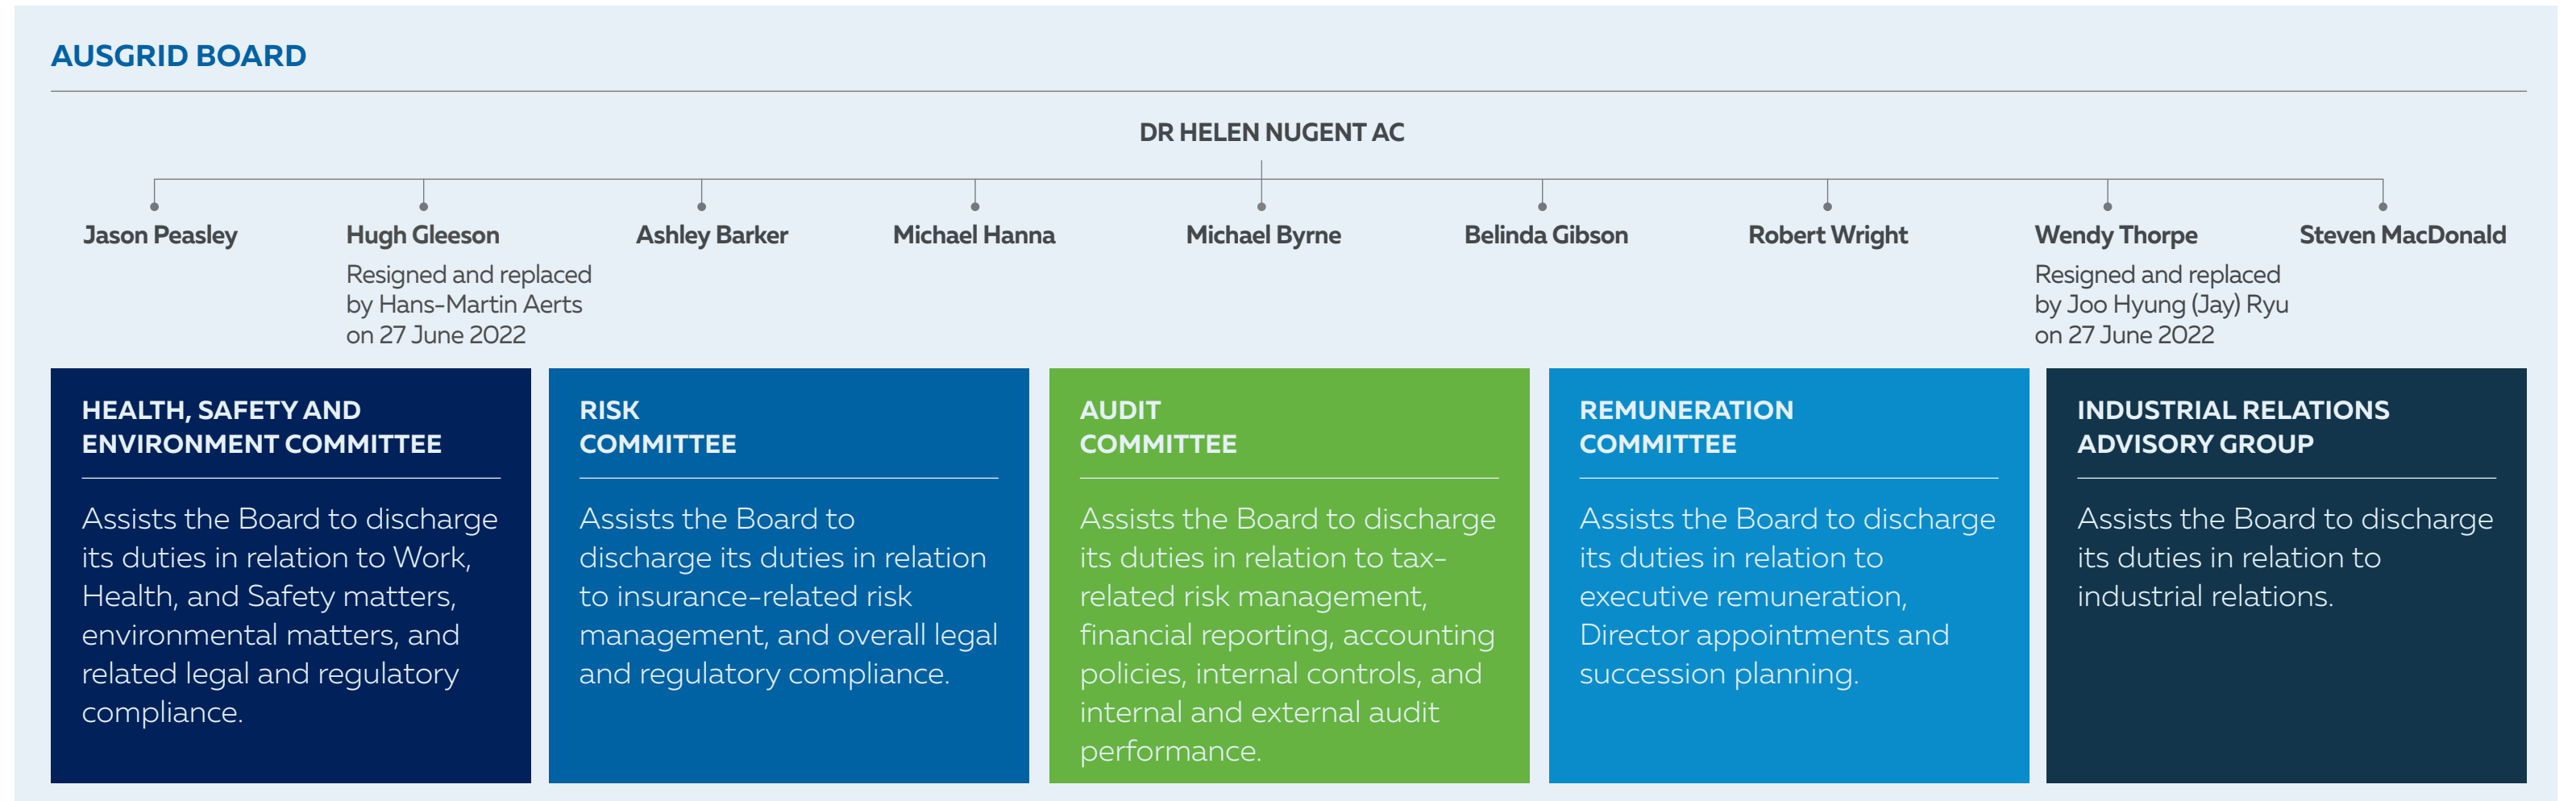 AUSGRID BOARD
DR HELEN NUGENT AC
Jason Peasley
Hugh Gleeson
Resigned and replaced
by Hans-Martin Aerts
on 27 June 2022
Ashley Barker
Michael Hanna
Michael Byrne
Belinda Gibson
Robert Wright
Wendy Thorpe
Resigned and replaced
by Joo Hyung (Jay) Ryu
on 27 June 2022
Steven MacDonald
HEALTH, SAFETY AND
ENVIRONMENT COMMITTEE
Assists the Board to discharge
its duties in relation to Work,
Health, and Safety matters,
environmental matters, and
related legal and regulatory
compliance.
RISK
COMMITTEE
Assists the Board to
discharge its duties in relation
to insurance-related risk
management, and overall legal
and regulatory compliance.
AUDIT
COMMITTEE
Assists the Board to discharge
its duties in relation to tax-
related risk management,
financial reporting, accounting
policies, internal controls, and
internal and external audit
performance.
REMUNERATION
COMMITTEE
Assists the Board to discharge
its duties in relation to
executive remuneration,
Director appointments and
succession planning.
INDUSTRIAL RELATIONS
ADVISORY GROUP
Assists the Board to discharge
its duties in relation to
industrial relations.